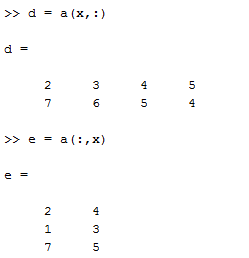 >> d = a(x,:)
d =
2 3 4 5
7 6 5 4
>> e = a(:,x)
e =
2 4
1 3
7 5